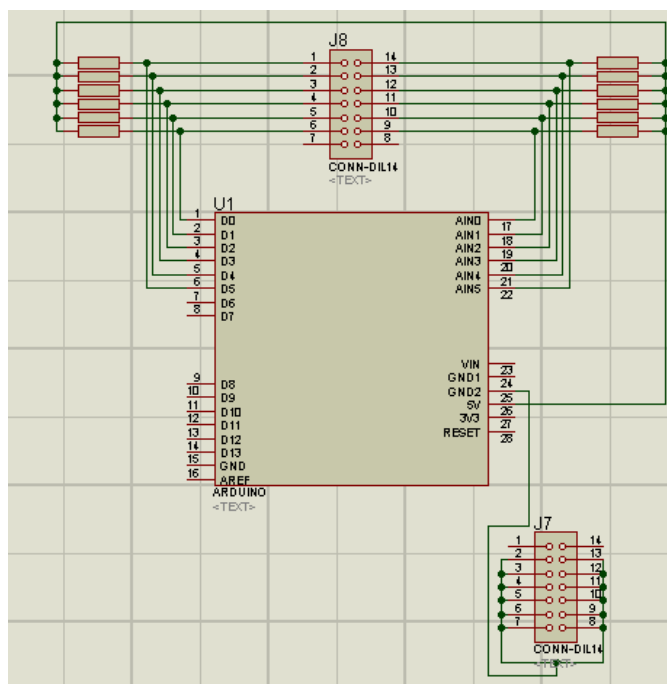 J8
1 14
2 13
3 12
4 11
5 10
6 9
7 8
CONN-DIL14
<TEXT>
U1
1 D0 AIN0 17
2 D1 AIN1 18
3 D2 AIN2 19
4 D3 AIN3 20
5 D4 AIN4 21
6 D5 AIN5 22
7 D6
8 D7
VIN 23
GND1 24
9 D8 GND2 25
10 D9 5V 26
11 D10 3V3 27
12 D11 RESET 28
13 D12
14 D13
15 GND
16 AREF
ARDUINO
<TEXT>
J7
1 14
2 13
3 12
4 11
5 10
6 9
7 8
CONN-DIL14
<TEXT>